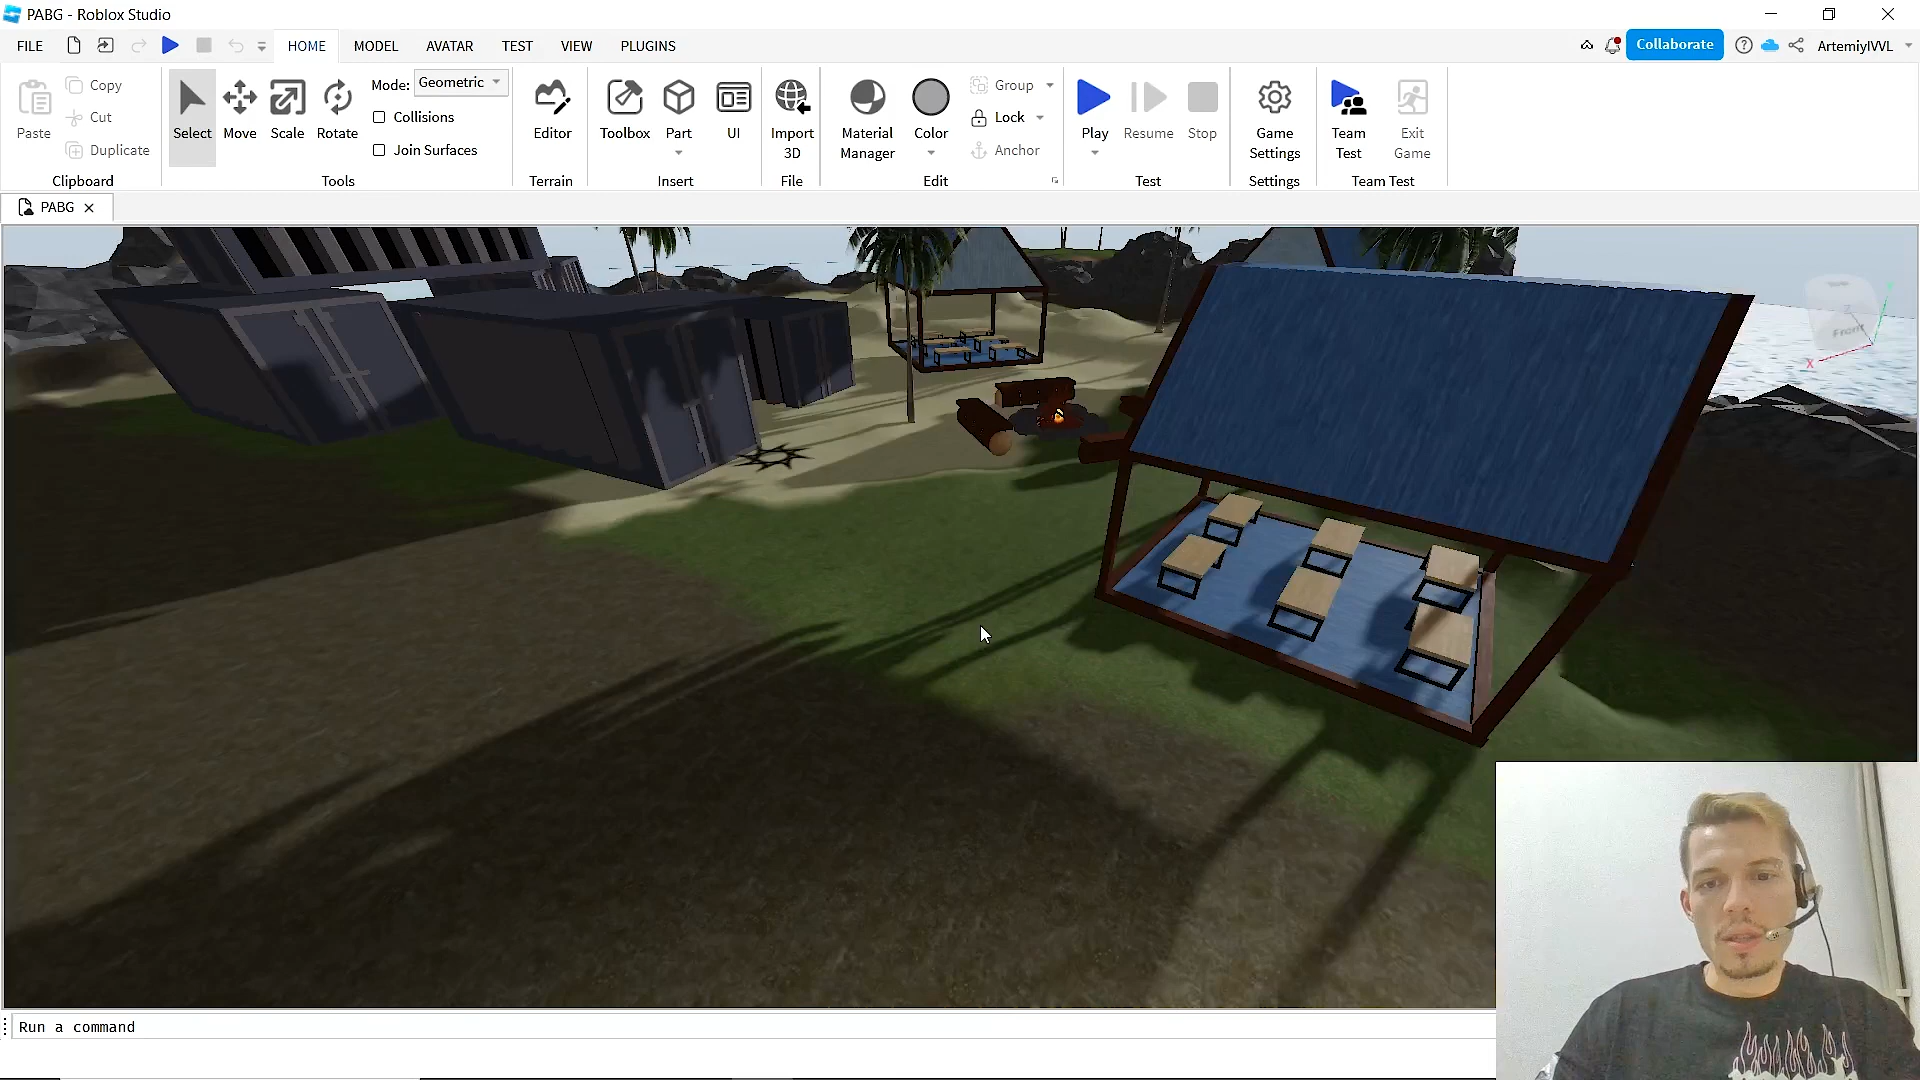 PABG - Roblox Studio
FILE HOME MODEL AVATAR TEST VIEW PLUGINS Collaborate ArtemiyIVVL
Paste
Copy
Cut
Duplicate
Clipboard
Select Move Scale Rotate
Mode: Geometric
Collisions
Join Surfaces
Tools
Editor
Terrain
Toolbox Part UI
Insert
Import
3D
File
Material
Manager
Color
Group
Lock
Anchor
Edit
Play Resume Stop
Test
Game
Settings
Settings
Team
Test
Exit
Game
Team Test
PABG
Front
X
Run a command